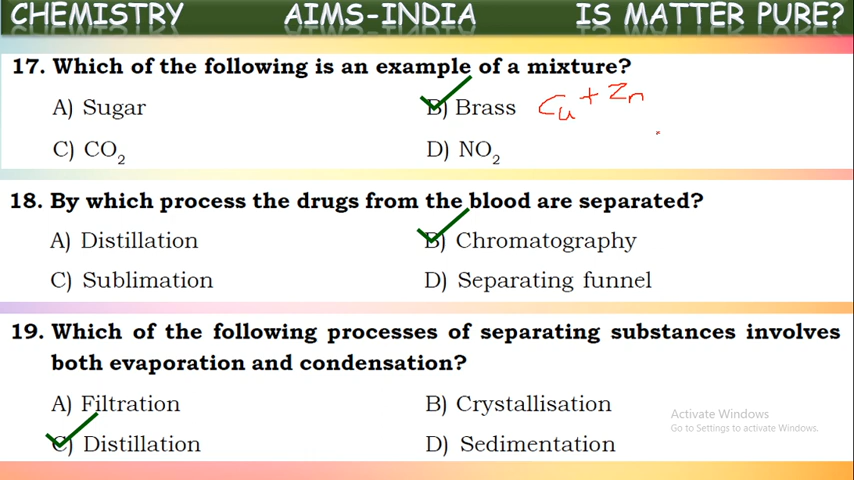 CHEMISTRY AIMS-INDIA IS MATTER PURE?
17. Which of the following is an example of a mixture?
A) Sugar B) Brass Cu + Zn
C) CO₂ D) NO₂
18. By which process the drugs from the blood are separated?
A) Distillation B) Chromatography
C) Sublimation D) Separating funnel
19. Which of the following processes of separating substances involves
both evaporation and condensation?
A) Filtration B) Crystallisation
C) Distillation D) Sedimentation
Activate Windows
Go to Settings to activate Windows.